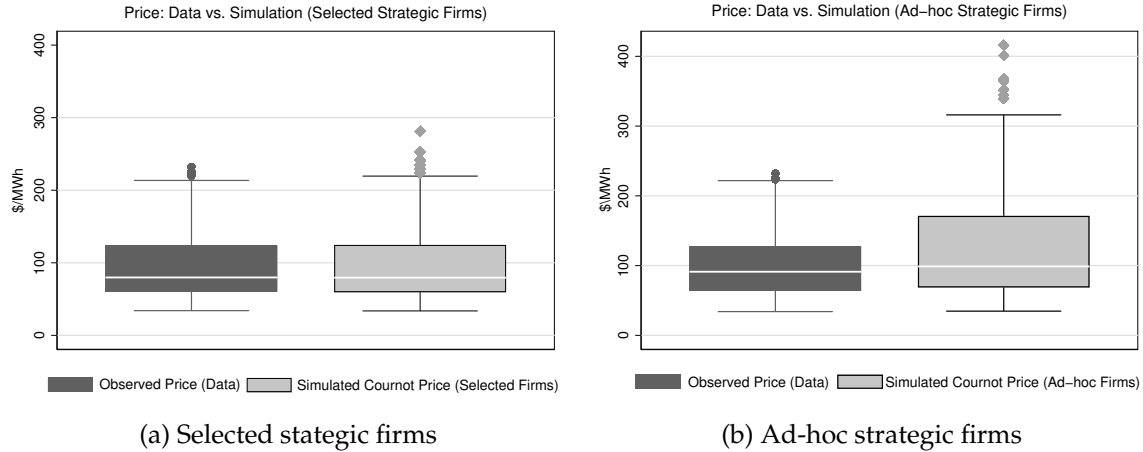 Price: Data vs. Simulation (Selected Strategic Firms)
400
300
200
100
0
$/MWh
Observed Price (Data)
Simulated Cournot Price (Selected Firms)
(a) Selected stategic firms
Price: Data vs. Simulation (Ad−hoc Strategic Firms)
400
300
200
100
0
$\MWh
Observed Price (Data)
Simulated Cournot Price (Ad−hoc Firms)
(b) Ad-hoc strategic firms